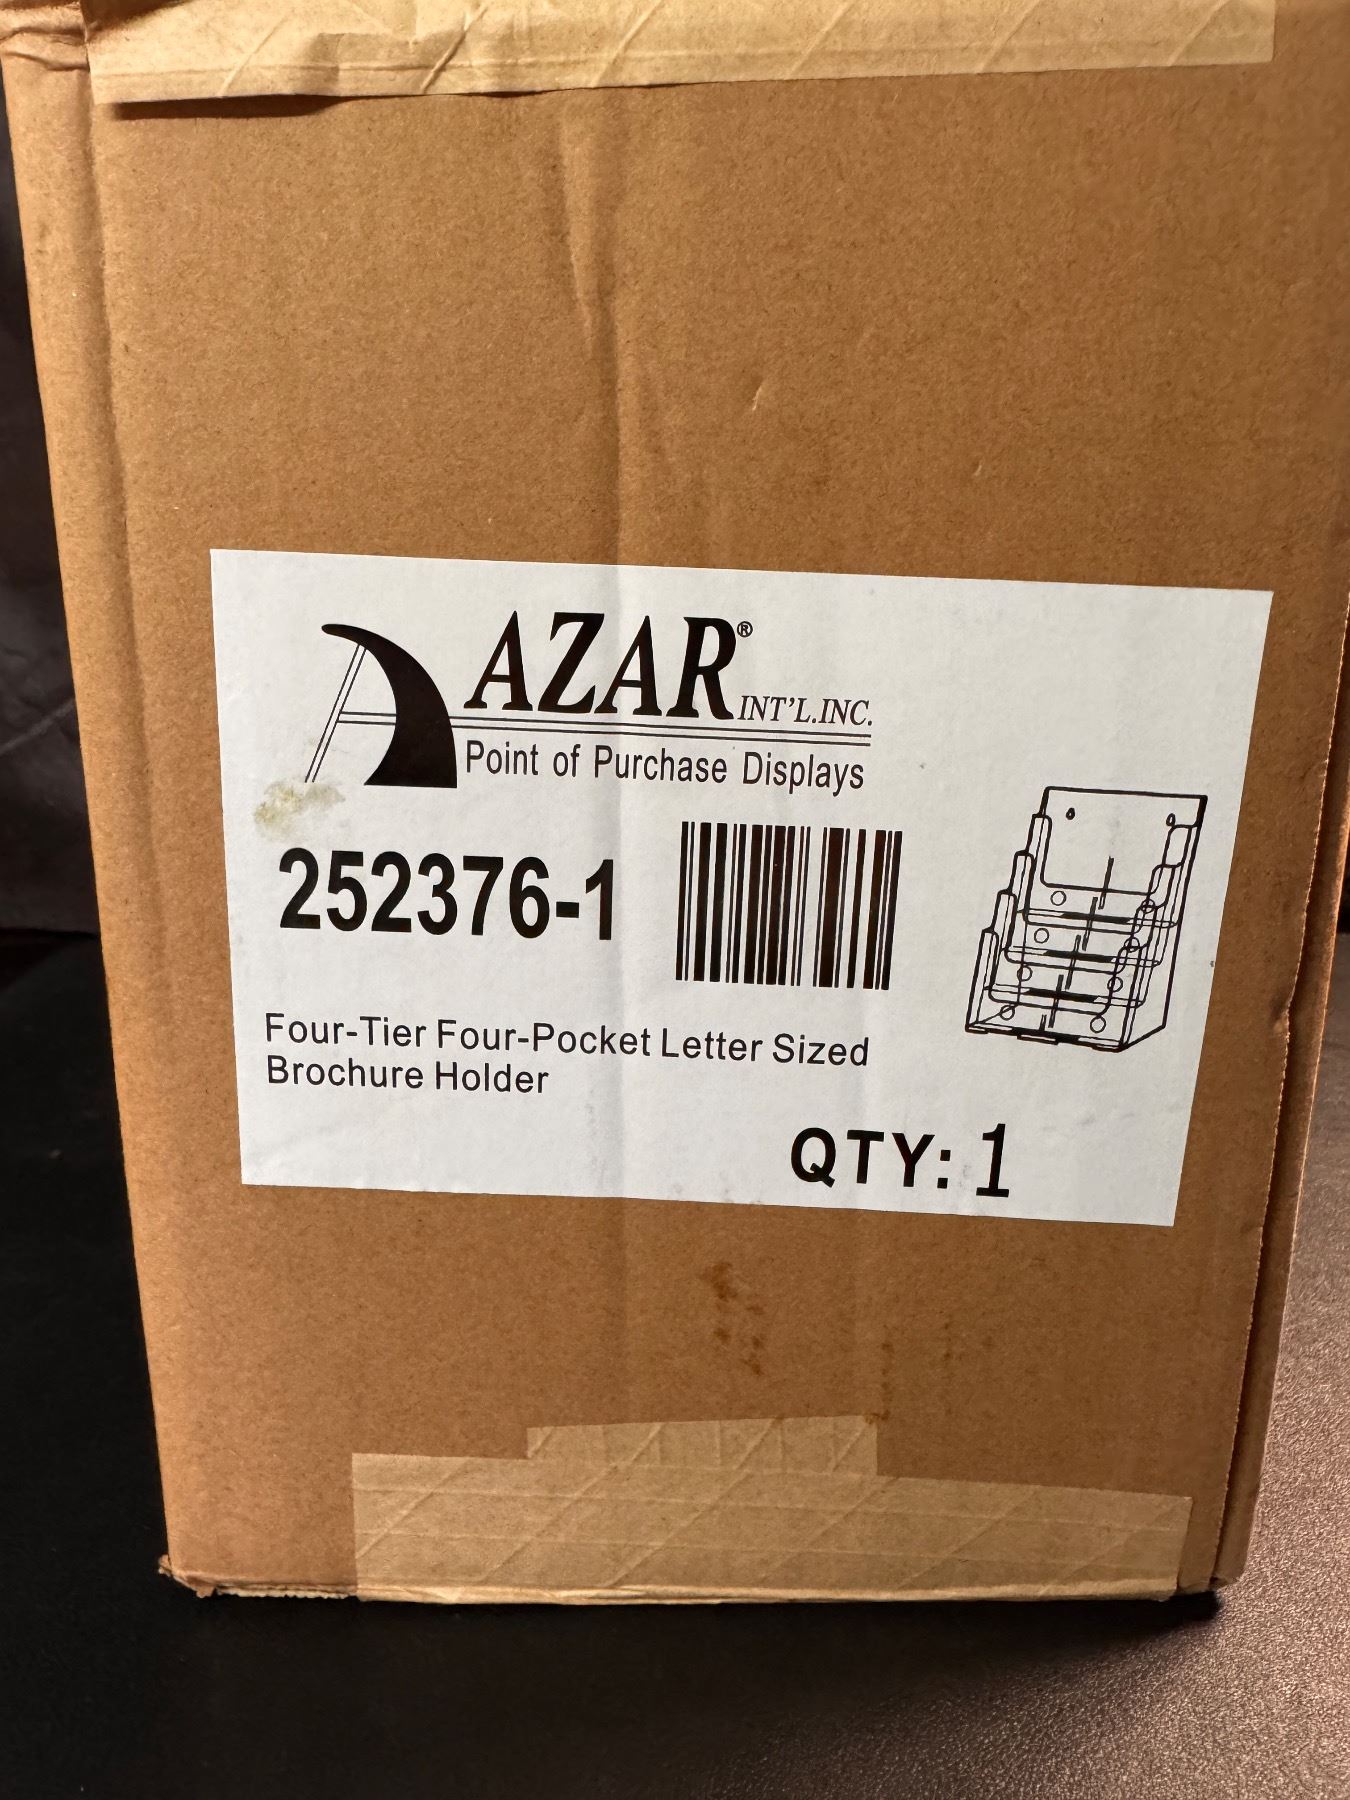 AZAR® INT'L.INC.
Point of Purchase Displays
252376-1
Four-Tier Four-Pocket Letter Sized
Brochure Holder
QTY: 1